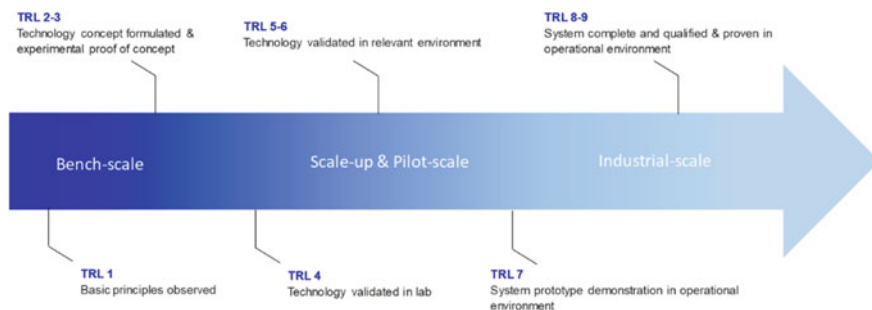 TRL 2-3
Technology concept formulated &
experimental proof of concept
TRL 5-6
Technology validated in relevant environment
TRL 8-9
System complete and qualified & proven in
operational environment
Bench-scale
Scale-up & Pilot-scale
Industrial-scale
TRL 1
Basic principles observed
TRL 4
Technology validated in lab
TRL 7
System prototype demonstration in operational
environment